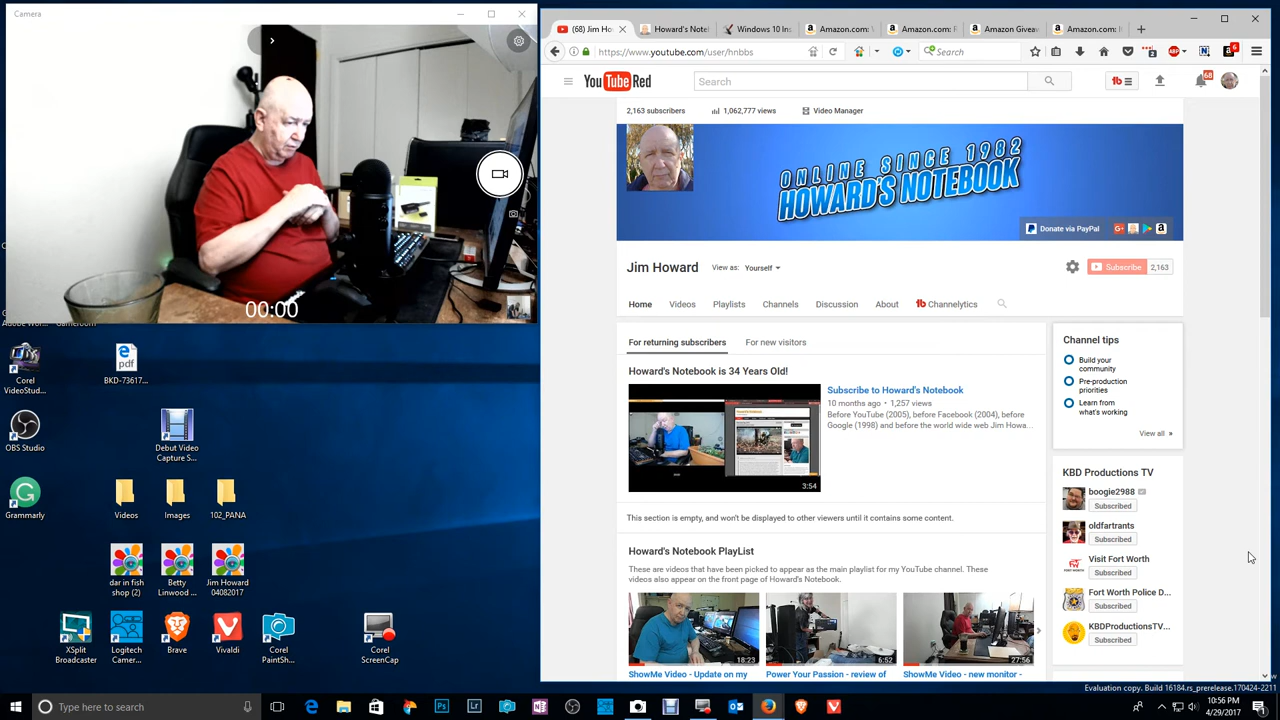 Camera
00:00
Adobe Wor...
Gameroom
Corel
VideoStud...
BKD-73617...
OBS Studio
Debut Video
Capture S...
Grammarly
Videos
Images
102_PANA
dar in fish
shop (2)
Betty
Linwood ...
Jim Howard
04082017
XSplit
Broadcaster
Logitech
Camer...
Brave
Vivaldi
Corel
PaintSh...
Corel
ScreenCap
(68) Jim Ho
Howard's Notel
Windows 10 Ins
Amazon.com:
Amazon.com: F
Amazon Givea
Amazon.com: I
https://www.youtube.com/user/hnbbs
Search
YouTube Red
Search
68
2,163 subscribers
1,062,777 views
Video Manager
ONLINE SINCE 1982
HOWARD'S NOTEBOOK
Donate via PayPal
Jim Howard
View as: Yourself
Subscribe 2,163
Home Videos Playlists Channels Discussion About Channelytics
For returning subscribers
For new visitors
Howard's Notebook is 34 Years Old!
3:54
Subscribe to Howard's Notebook
10 months ago • 1,257 views
Before YouTube (2005), before Facebook (2004), before
Google (1998) and before the world wide web Jim Howa...
This section is empty, and won't be displayed to other viewers until it contains some content.
Howard's Notebook PlayList
These are videos that have been picked to appear as the main playlist for my YouTube channel. These
videos also appear on the front page of Howard's Notebook.
18:23
6:52
27:56
ShowMe Video - Update on my
Power Your Passion - review of
ShowMe Video - new monitor -
Channel tips
Build your
community
Pre-production
priorities
Learn from
what's working
View all »
KBD Productions TV
boogie2988
Subscribed
oldfartrants
Subscribed
Visit Fort Worth
Subscribed
Fort Worth Police D...
Subscribed
KBDProductionsTV...
Subscribed
Evaluation copy. Build 16184.rs_prerelease.170424-2211
Type here to search
10:56 PM
4/29/2017